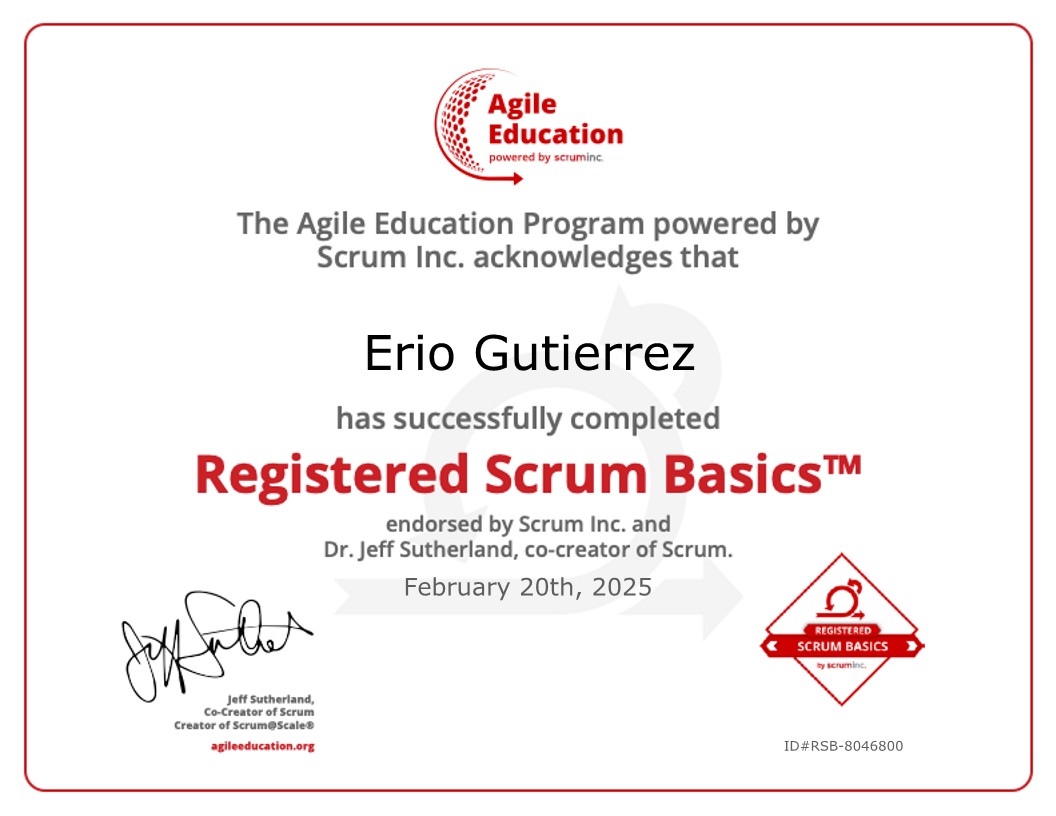 Agile
Education
powered by scruminc.
The Agile Education Program powered by
Scrum Inc. acknowledges that
Erio Gutierrez
has successfully completed
Registered Scrum Basics™
endorsed by Scrum Inc. and
Dr. Jeff Sutherland, co-creator of Scrum.
February 20th, 2025
Jeff Sutherland,
Co-Creator of Scrum
Creator of Scrum@Scale®
agileeducation.org
REGISTERED
SCRUM BASICS
by scruminc.
ID#RSB-8046800